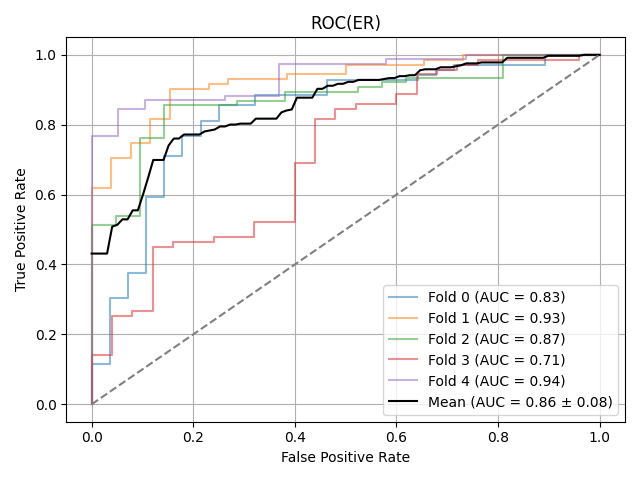 ROC(ER)
True Positive Rate
1.0
0.8
0.6
0.4
0.2
0.0
0.0 0.2 0.4 0.6 0.8 1.0
False Positive Rate
Fold 0 (AUC = 0.83)
Fold 1 (AUC = 0.93)
Fold 2 (AUC = 0.87)
Fold 3 (AUC = 0.71)
Fold 4 (AUC = 0.94)
Mean (AUC = 0.86 ± 0.08)